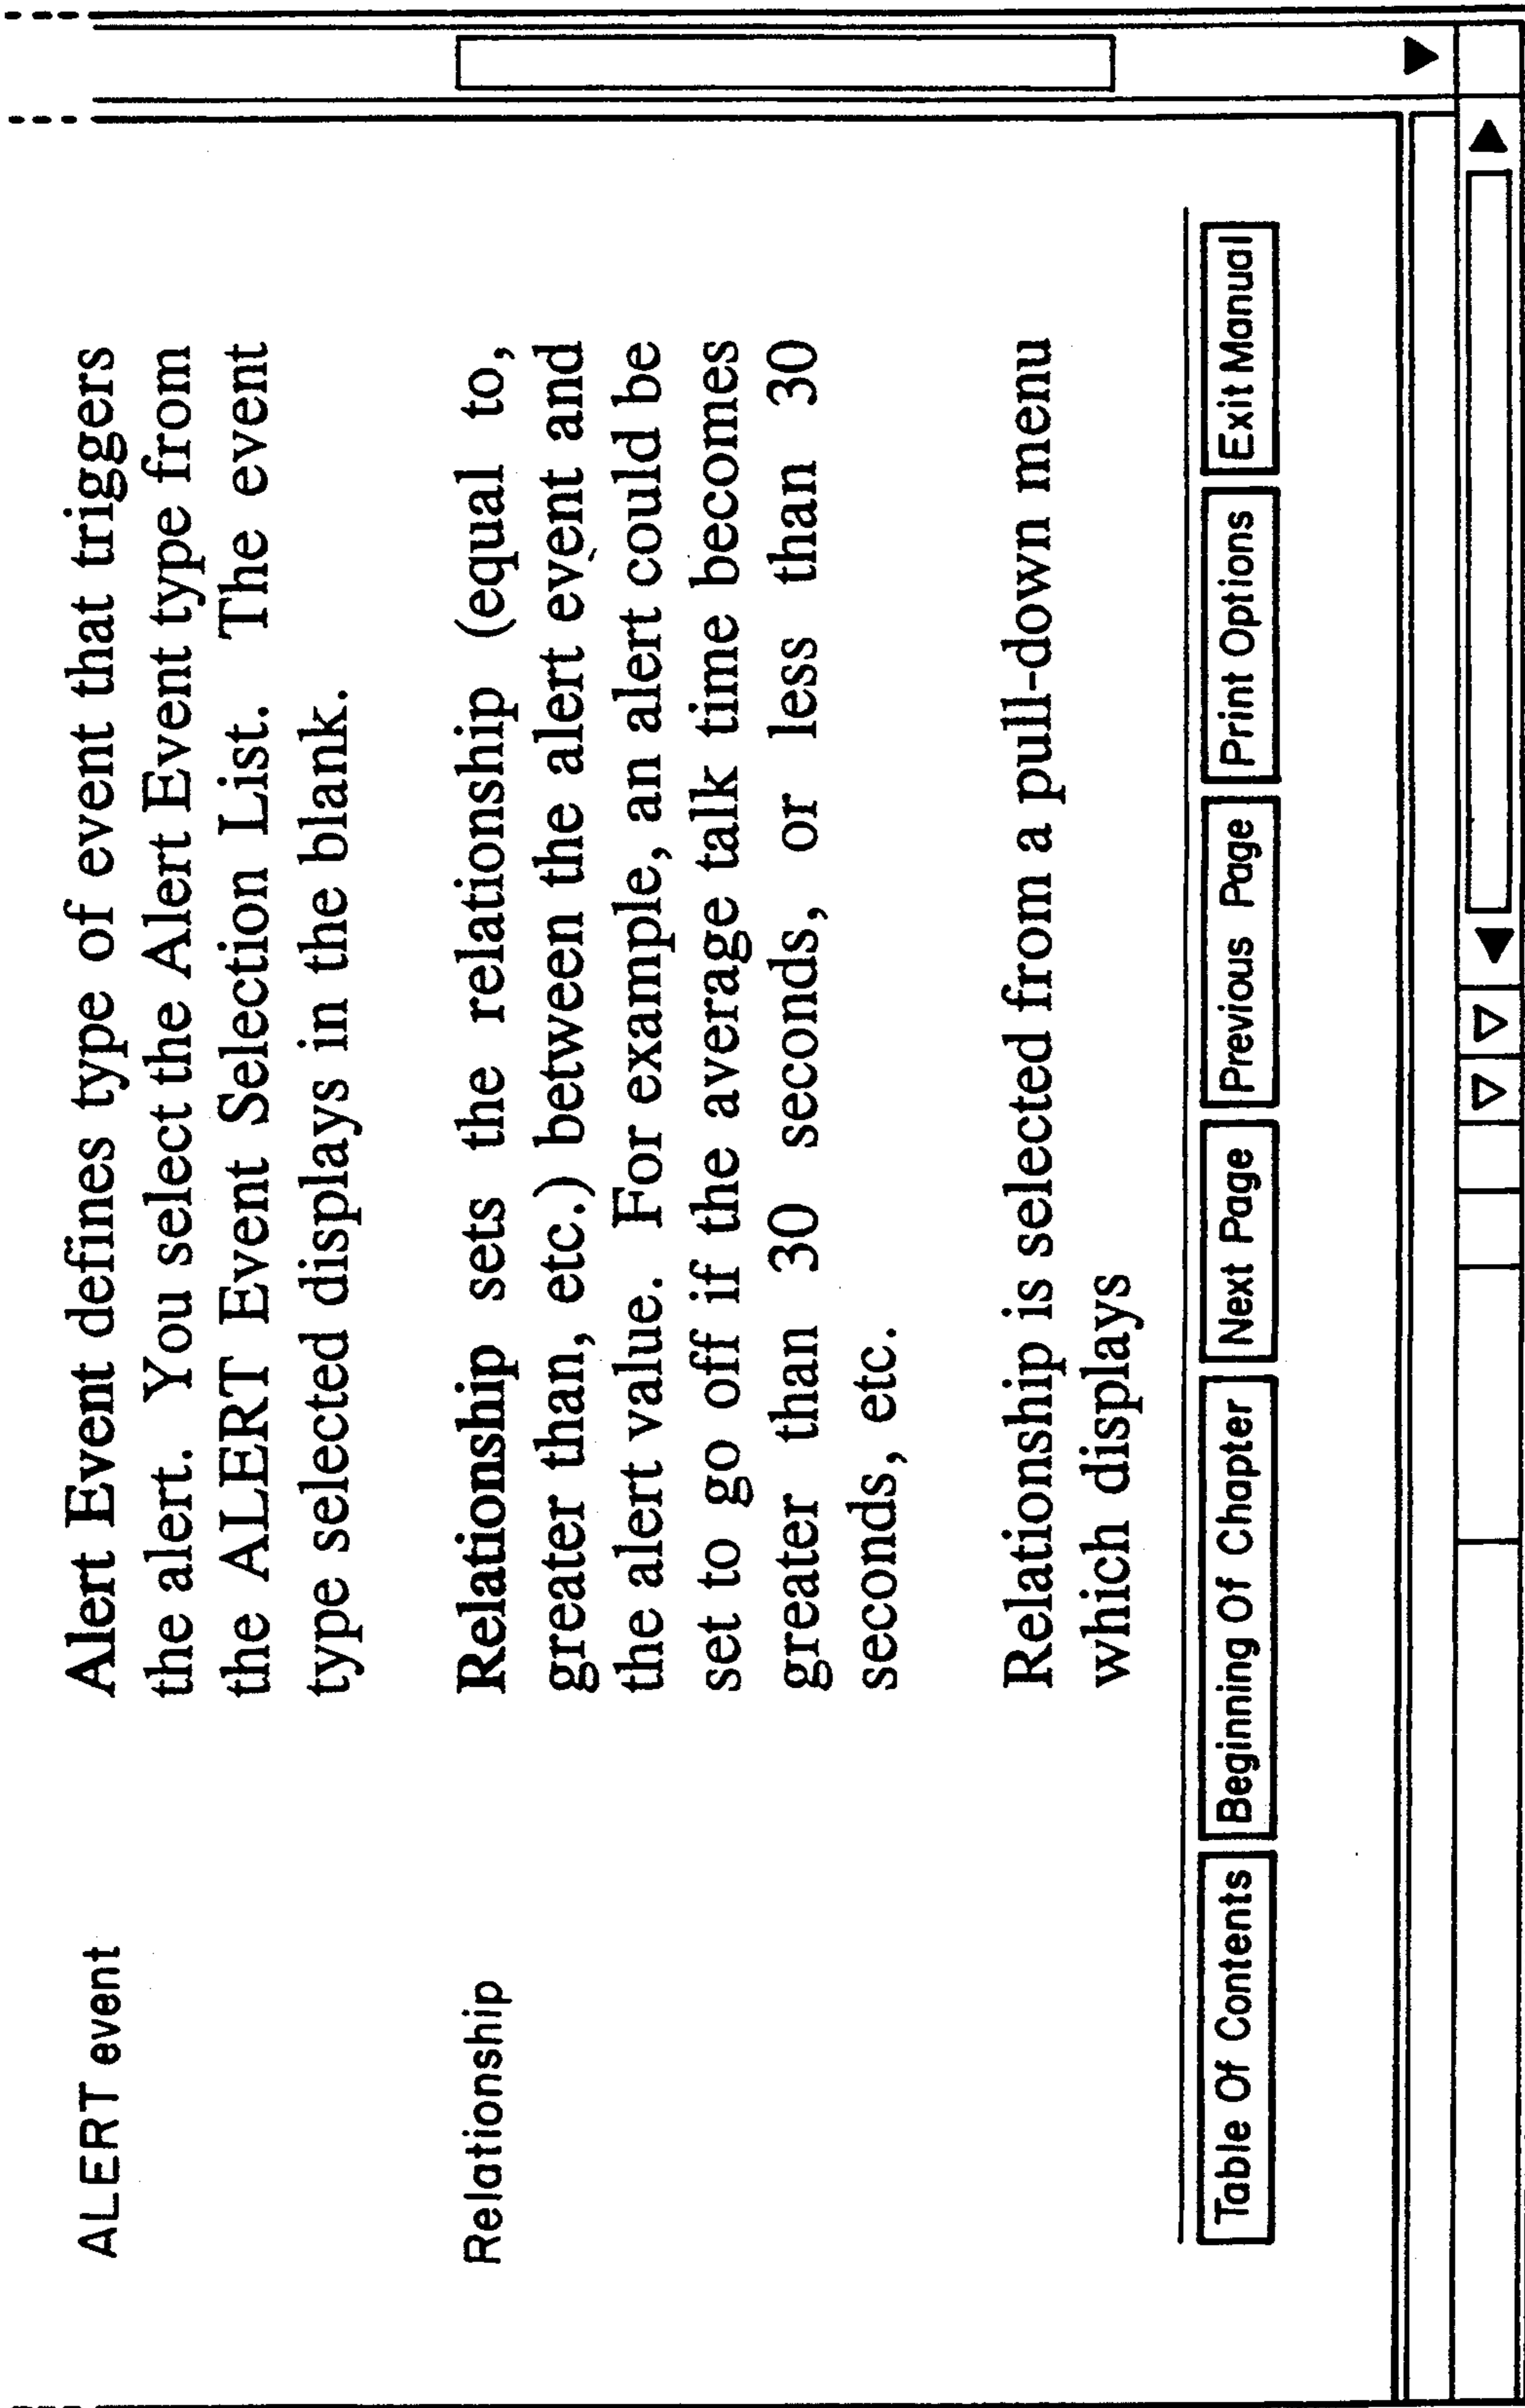 ALERT event
Alert Event defines type of event that triggers
the alert. You select the Alert Event type from
the ALERT Event Selection List. The event
type selected displays in the blank.
Relationship
Relationship sets the relationship (equal to,
greater than, etc.) between the alert event and
the alert value. For example, an alert could be
set to go off if the average talk time becomes
greater than 30 seconds, or less than 30
seconds, etc.
Relationship is selected from a pull-down menu
which displays
Table Of Contents Beginning Of Chapter Next Page Previous Page Print Options Exit Manual